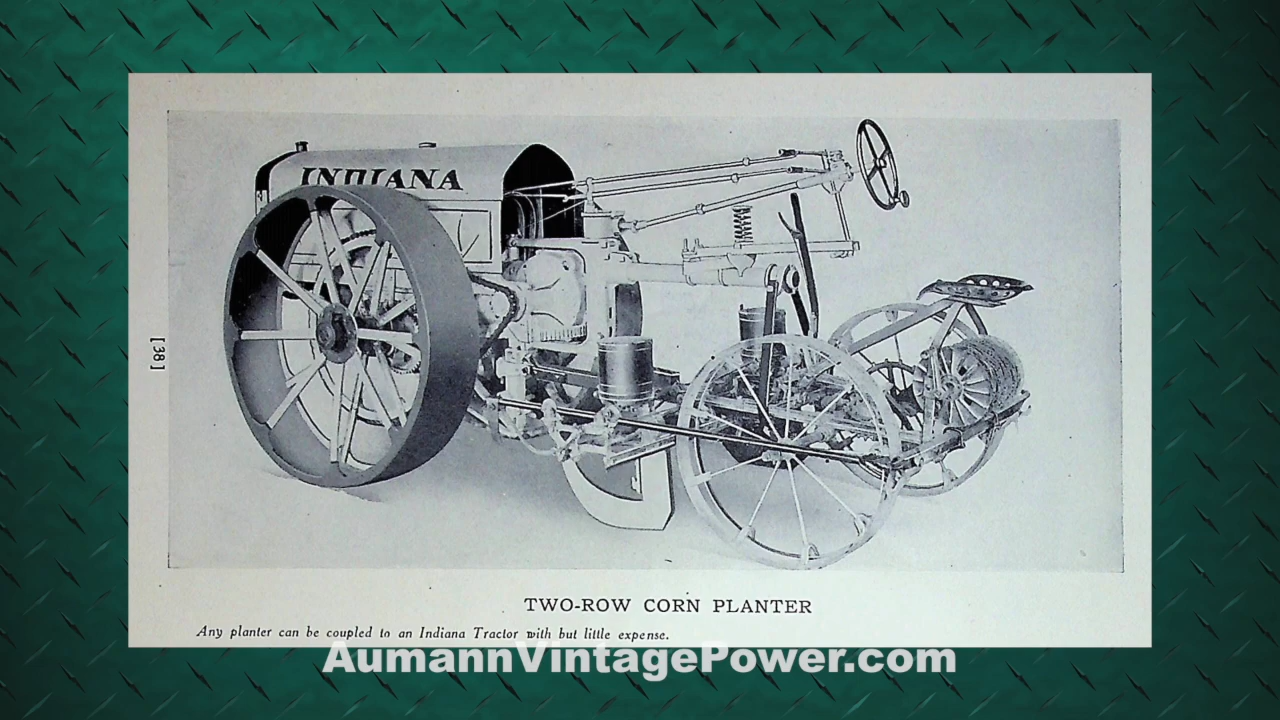 INDIANA
[38]
TWO-ROW CORN PLANTER
Any planter can be coupled to an Indiana Tractor with but little expense.
AumannVintagePower.com